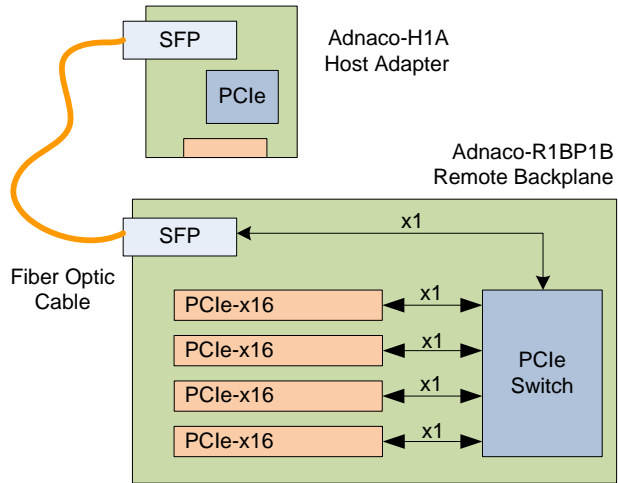 SFP
Adnaco-H1A
Host Adapter
PCIe
Adnaco-R1BP1B
Remote Backplane
SFP
x1
Fiber Optic
Cable
PCIe-x16
x1
PCIe-x16
x1
PCIe-x16
x1
PCIe-x16
x1
PCIe
Switch